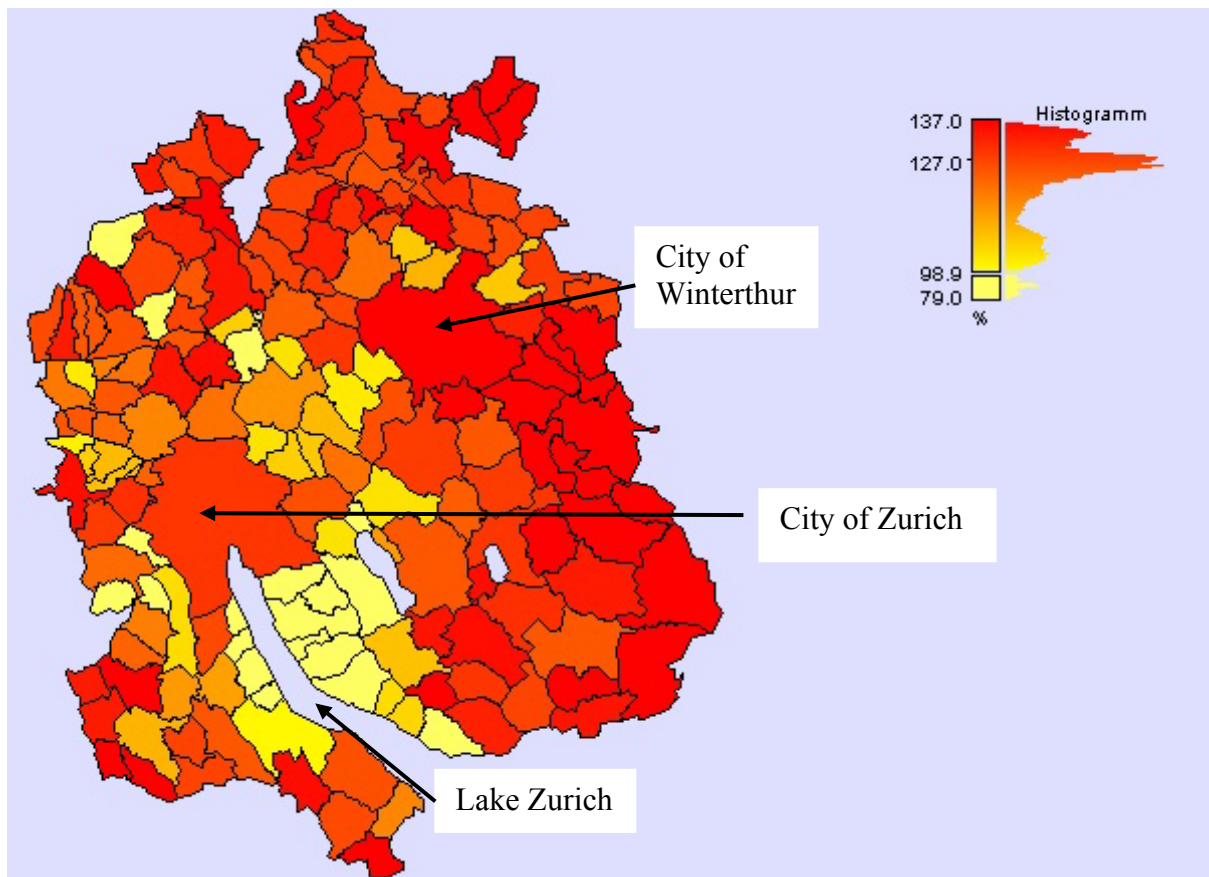 137.0
Histogramm
127.0
98.9
79.0
%
City of
Winterthur
City of Zurich
Lake Zurich